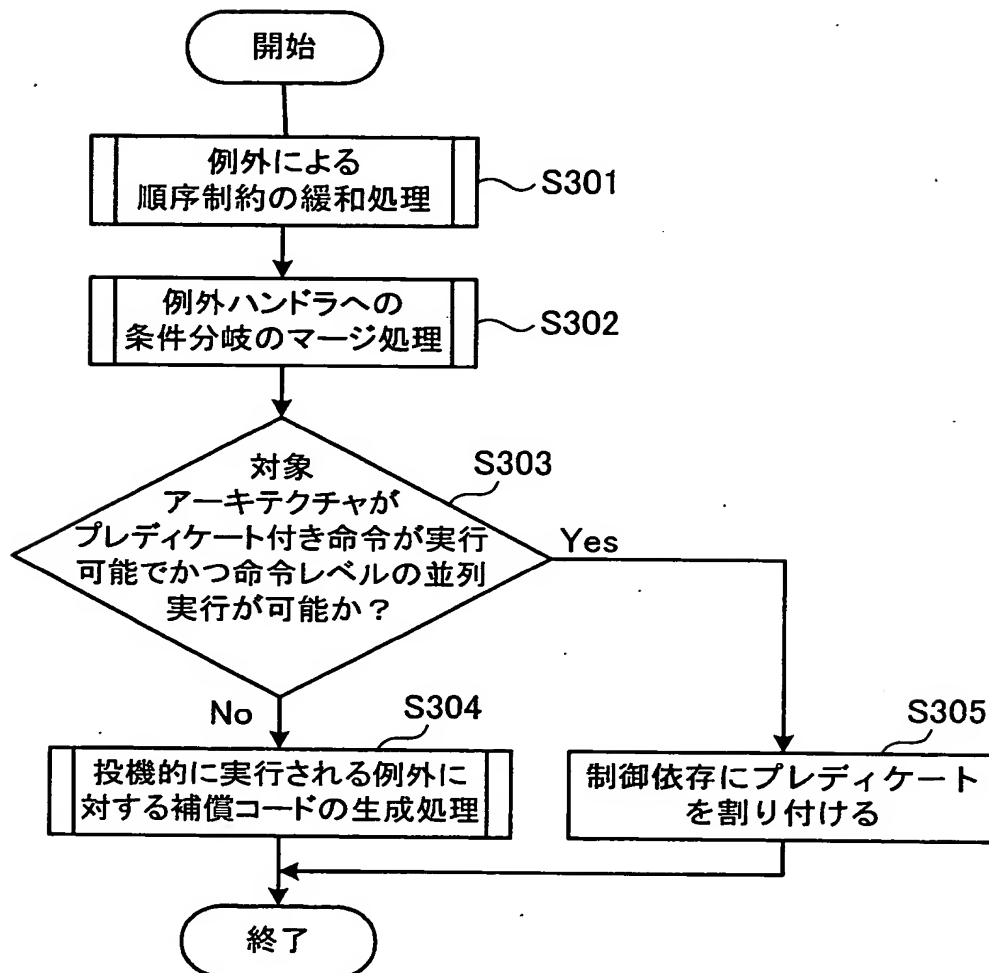 開始
例外による
順序制約の緩和処理
S301
例外ハンドラへの
条件分岐のマージ処理
S302
対象
アーキテクチャが
プレディケート付き命令が実行
可能でかつ命令レベルの並列
実行が可能か？
S303
Yes
No
S304
投機的に実行される例外に
対する補償コードの生成処理
S305
制御依存にプレディケート
を割り付ける
終了